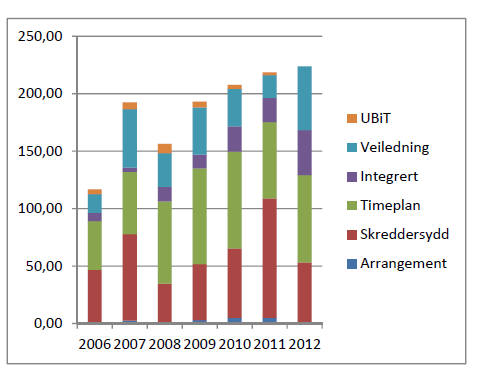 250,00
200,00
150,00
100,00
50,00
0,00
2006 2007 2008 2009 2010 2011 2012
UBiT
Veiledning
Integrert
Timeplan
Skreddersydd
Arrangement